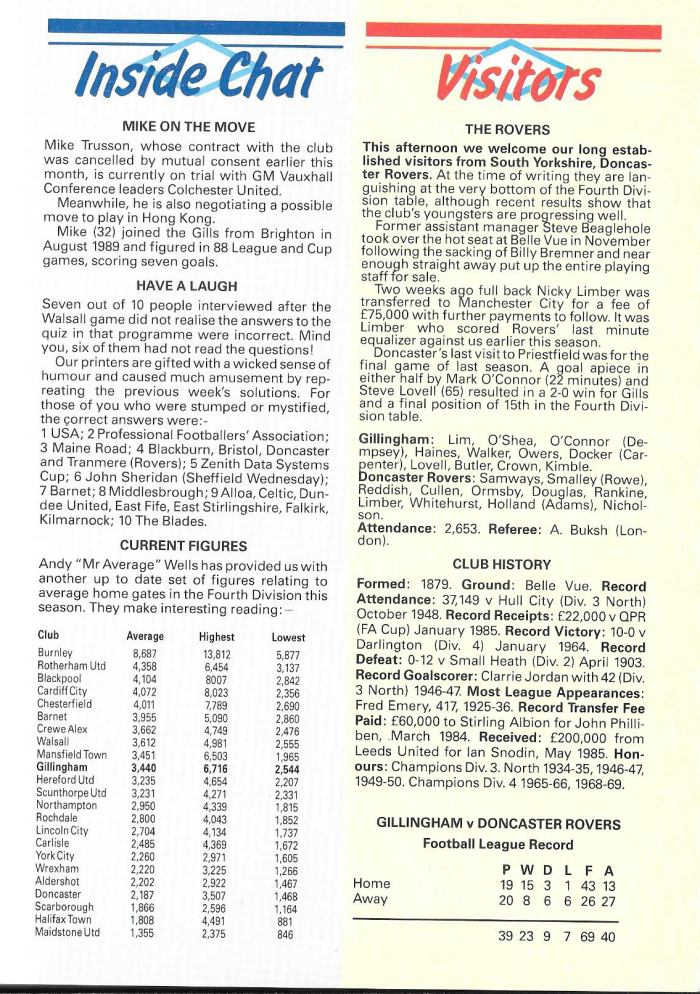 Inside Chat
MIKE ON THE MOVE
Mike Trusson, whose contract with the club
was cancelled by mutual consent earlier this
month, is currently on trial with GM Vauxhall
Conference leaders Colchester United.
Meanwhile, he is also negotiating a possible
move to play in Hong Kong.
Mike (32) joined the Gills from Brighton in
August 1989 and figured in 88 League and Cup
games, scoring seven goals.
HAVE A LAUGH
Seven out of 10 people interviewed after the
Walsall game did not realise the answers to the
quiz in that programme were incorrect. Mind
you, six of them had not read the questions!
Our printers are gifted with a wicked sense of
humour and caused much amusement by rep-
reating the previous week's solutions. For
those of you who were stumped or mystified,
the correct answers were:-
1 USA; 2 Professional Footballers' Association;
3 Maine Road; 4 Blackburn, Bristol, Doncaster
and Tranmere (Rovers); 5 Zenith Data Systems
Cup; 6 John Sheridan (Sheffield Wednesday);
7 Barnet; 8 Middlesbrough; 9 Alloa, Celtic, Dun-
dee United, East Fife, East Stirlingshire, Falkirk,
Kilmarnock; 10 The Blades.
CURRENT FIGURES
Andy "Mr Average" Wells has provided us with
another up to date set of figures relating to
average home gates in the Fourth Division this
season. They make interesting reading:–
Club Average Highest Lowest
Burnley 8,687 13,812 5,877
Rotherham Utd 4,358 6,454 3,137
Blackpool 4,104 8007 2,842
Cardiff City 4,072 8,023 2,356
Chesterfield 4,011 7,789 2,690
Barnet 3,955 5,090 2,860
Crewe Alex 3,662 4,749 2,476
Walsall 3,612 4,981 2,555
Mansfield Town 3,451 6,503 1,965
Gillingham 3,440 6,716 2,544
Hereford Utd 3,235 4,654 2,207
Scunthorpe Utd 3,231 4,271 2,331
Northampton 2,950 4,339 1,815
Rochdale 2,800 4,043 1,852
Lincoln City 2,704 4,134 1,737
Carlisle 2,485 4,369 1,672
York City 2,260 2,971 1,605
Wrexham 2,220 3,225 1,266
Aldershot 2,202 2,922 1,467
Doncaster 2,187 3,507 1,468
Scarborough 1,866 2,596 1,164
Halifax Town 1,808 4,491 881
Maidstone Utd 1,355 2,375 846
Visitors
THE ROVERS
This afternoon we welcome our long estab-
lished visitors from South Yorkshire, Doncas-
ter Rovers. At the time of writing they are lan-
guishing at the very bottom of the Fourth Divi-
sion table, although recent results show that
the club's youngsters are progressing well.
Former assistant manager Steve Beaglehole
took over the hot seat at Belle Vue in November
following the sacking of Billy Bremner and near
enough straight away put up the entire playing
staff for sale.
Two weeks ago full back Nicky Limber was
transferred to Manchester City for a fee of
£75,000 with further payments to follow. It was
Limber who scored Rovers' last minute
equalizer against us earlier this season.
Doncaster's last visit to Priestfield was for the
final game of last season. A goal apiece in
either half by Mark O'Connor (22 minutes) and
Steve Lovell (65) resulted in a 2-0 win for Gills
and a final position of 15th in the Fourth Divi-
sion table.
Gillingham: Lim, O'Shea, O'Connor (De-
mpsey), Haines, Walker, Owers, Docker (Car-
penter), Lovell, Butler, Crown, Kimble.
Doncaster Rovers: Samways, Smalley (Rowe),
Reddish, Cullen, Ormsby, Douglas, Rankine,
Limber, Whitehurst, Holland (Adams), Nichol-
son.
Attendance: 2,653. Referee: A. Buksh (Lon-
don).
CLUB HISTORY
Formed: 1879. Ground: Belle Vue. Record
Attendance: 37,149 v Hull City (Div. 3 North)
October 1948. Record Receipts: £22,000 v QPR
(FA Cup) January 1985. Record Victory: 10-0 v
Darlington (Div. 4) January 1964. Record
Defeat: 0-12 v Small Heath (Div. 2) April 1903.
Record Goalscorer: Clarrie Jordan with 42 (Div.
3 North) 1946-47. Most League Appearances:
Fred Emery, 417, 1925-36. Record Transfer Fee
Paid: £60,000 to Stirling Albion for John Philli-
ben, March 1984. Received: £200,000 from
Leeds United for Ian Snodin, May 1985. Hon-
ours: Champions Div. 3. North 1934-35, 1946-47,
1949-50. Champions Div. 4 1965-66, 1968-69.
GILLINGHAM v DONCASTER ROVERS
Football League Record
P W D L F A
Home 19 15 3 1 43 13
Away 20 8 6 6 26 27
39 23 9 7 69 40